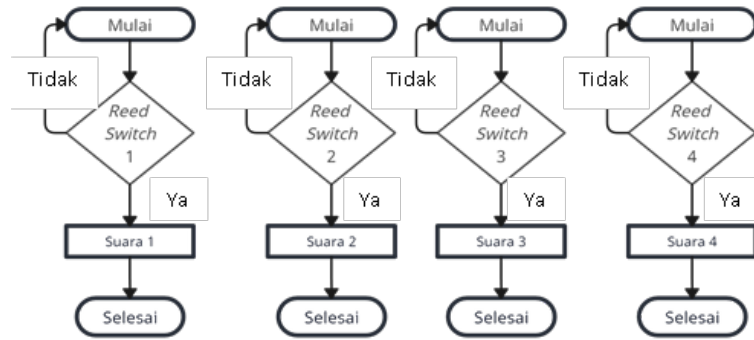 Mulai
Tidak
Reed
Switch
1
Ya
Suara 1
Selesai
Mulai
Tidak
Reed
Switch
2
Ya
Suara 2
Selesai
Mulai
Tidak
Reed
Switch
3
Ya
Suara 3
Selesai
Mulai
Tidak
Reed
Switch
4
Ya
Suara 4
Selesai